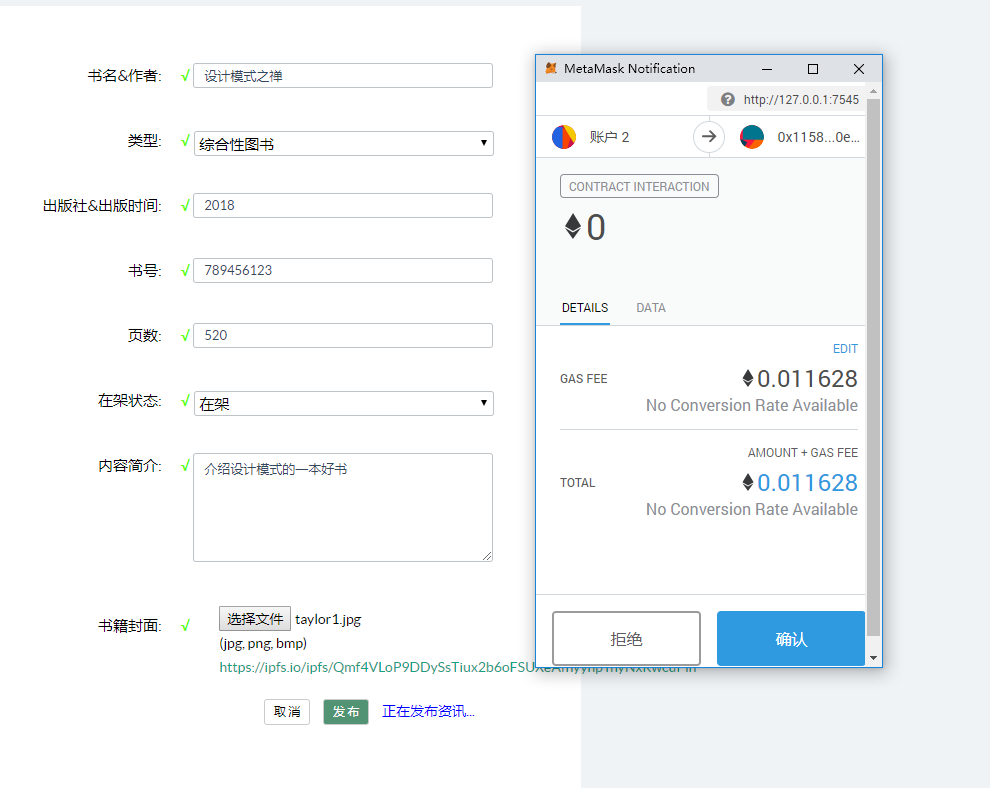 书名&作者: √ 设计模式之禅
类型: √ 综合性图书
出版社&出版时间: √ 2018
书号: √ 789456123
页数: √ 520
在架状态: √ 在架
内容简介: √ 介绍设计模式的一本好书
书籍封面: √ 选择文件 taylor1.jpg
(jpg, png, bmp)
取消 发布 正在发布资讯...
MetaMask Notification
http://127.0.0.1:7545
账户 2
0x1158...0e...
CONTRACT INTERACTION
0
DETAILS DATA
EDIT
GAS FEE 0.011628
No Conversion Rate Available
AMOUNT + GAS FEE
TOTAL 0.011628
No Conversion Rate Available
拒绝 确认